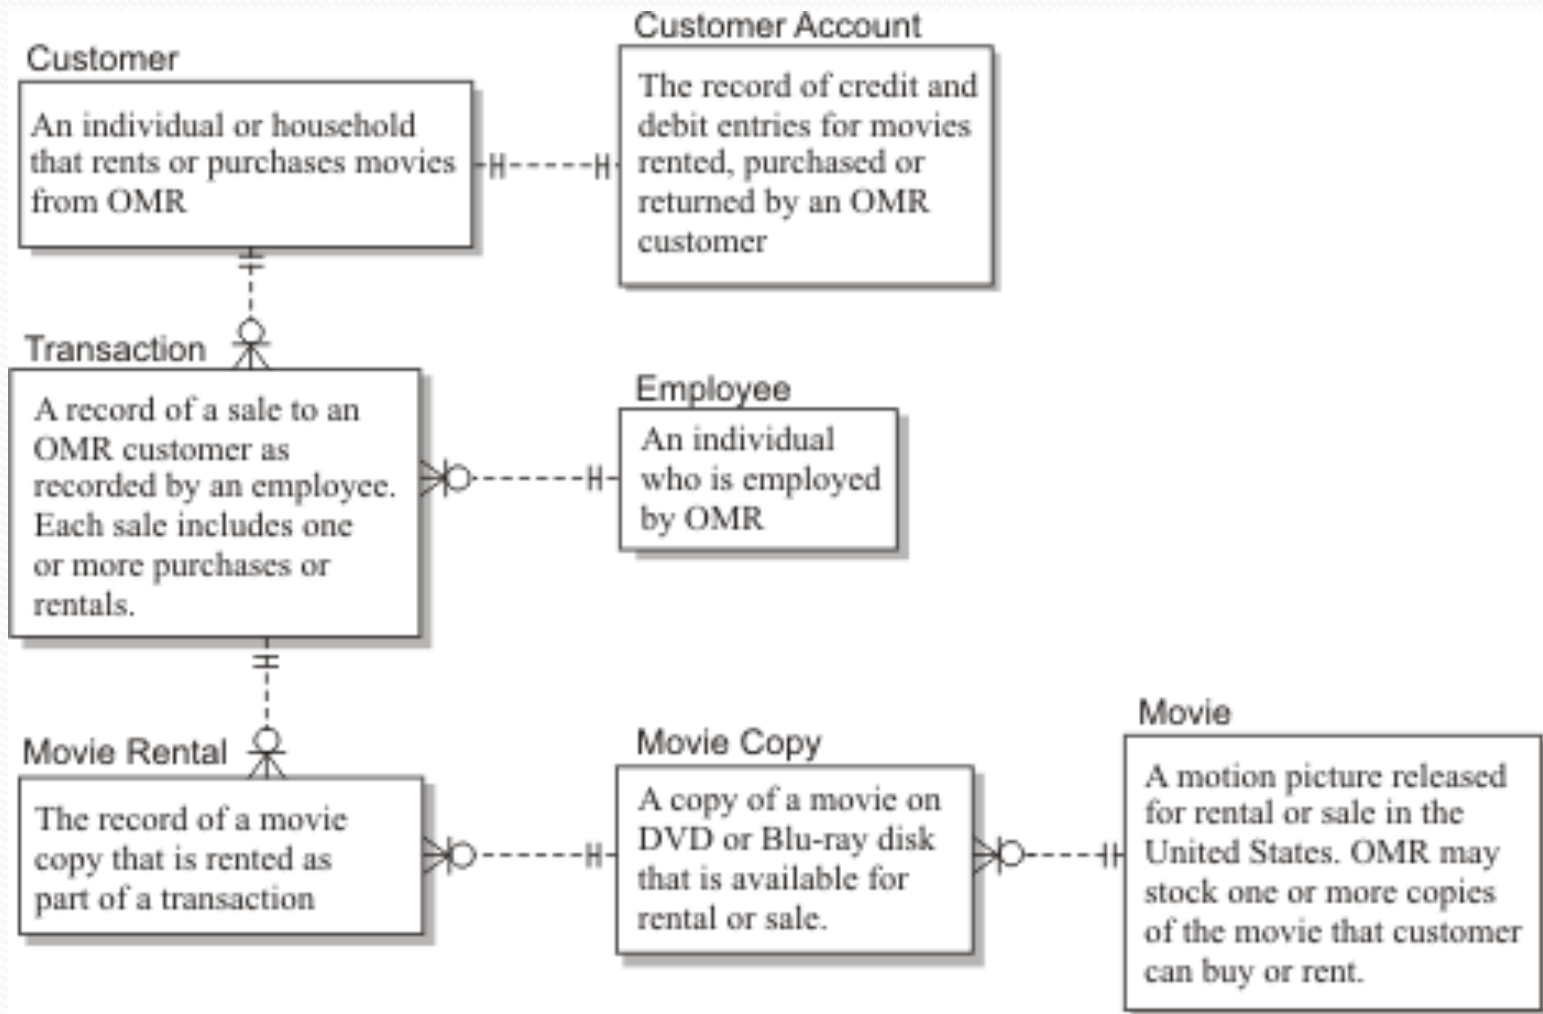 Customer
An individual or household
that rents or purchases movies
from OMR
Customer Account
The record of credit and
debit entries for movies
rented, purchased or
returned by an OMR
customer
Transaction
A record of a sale to an
OMR customer as
recorded by an employee.
Each sale includes one
or more purchases or
rentals.
Employee
An individual
who is employed
by OMR
Movie Rental
The record of a movie
copy that is rented as
part of a transaction
Movie Copy
A copy of a movie on
DVD or Blu-ray disk
that is available for
rental or sale.
Movie
A motion picture released
for rental or sale in the
United States. OMR may
stock one or more copies
of the movie that customer
can buy or rent.